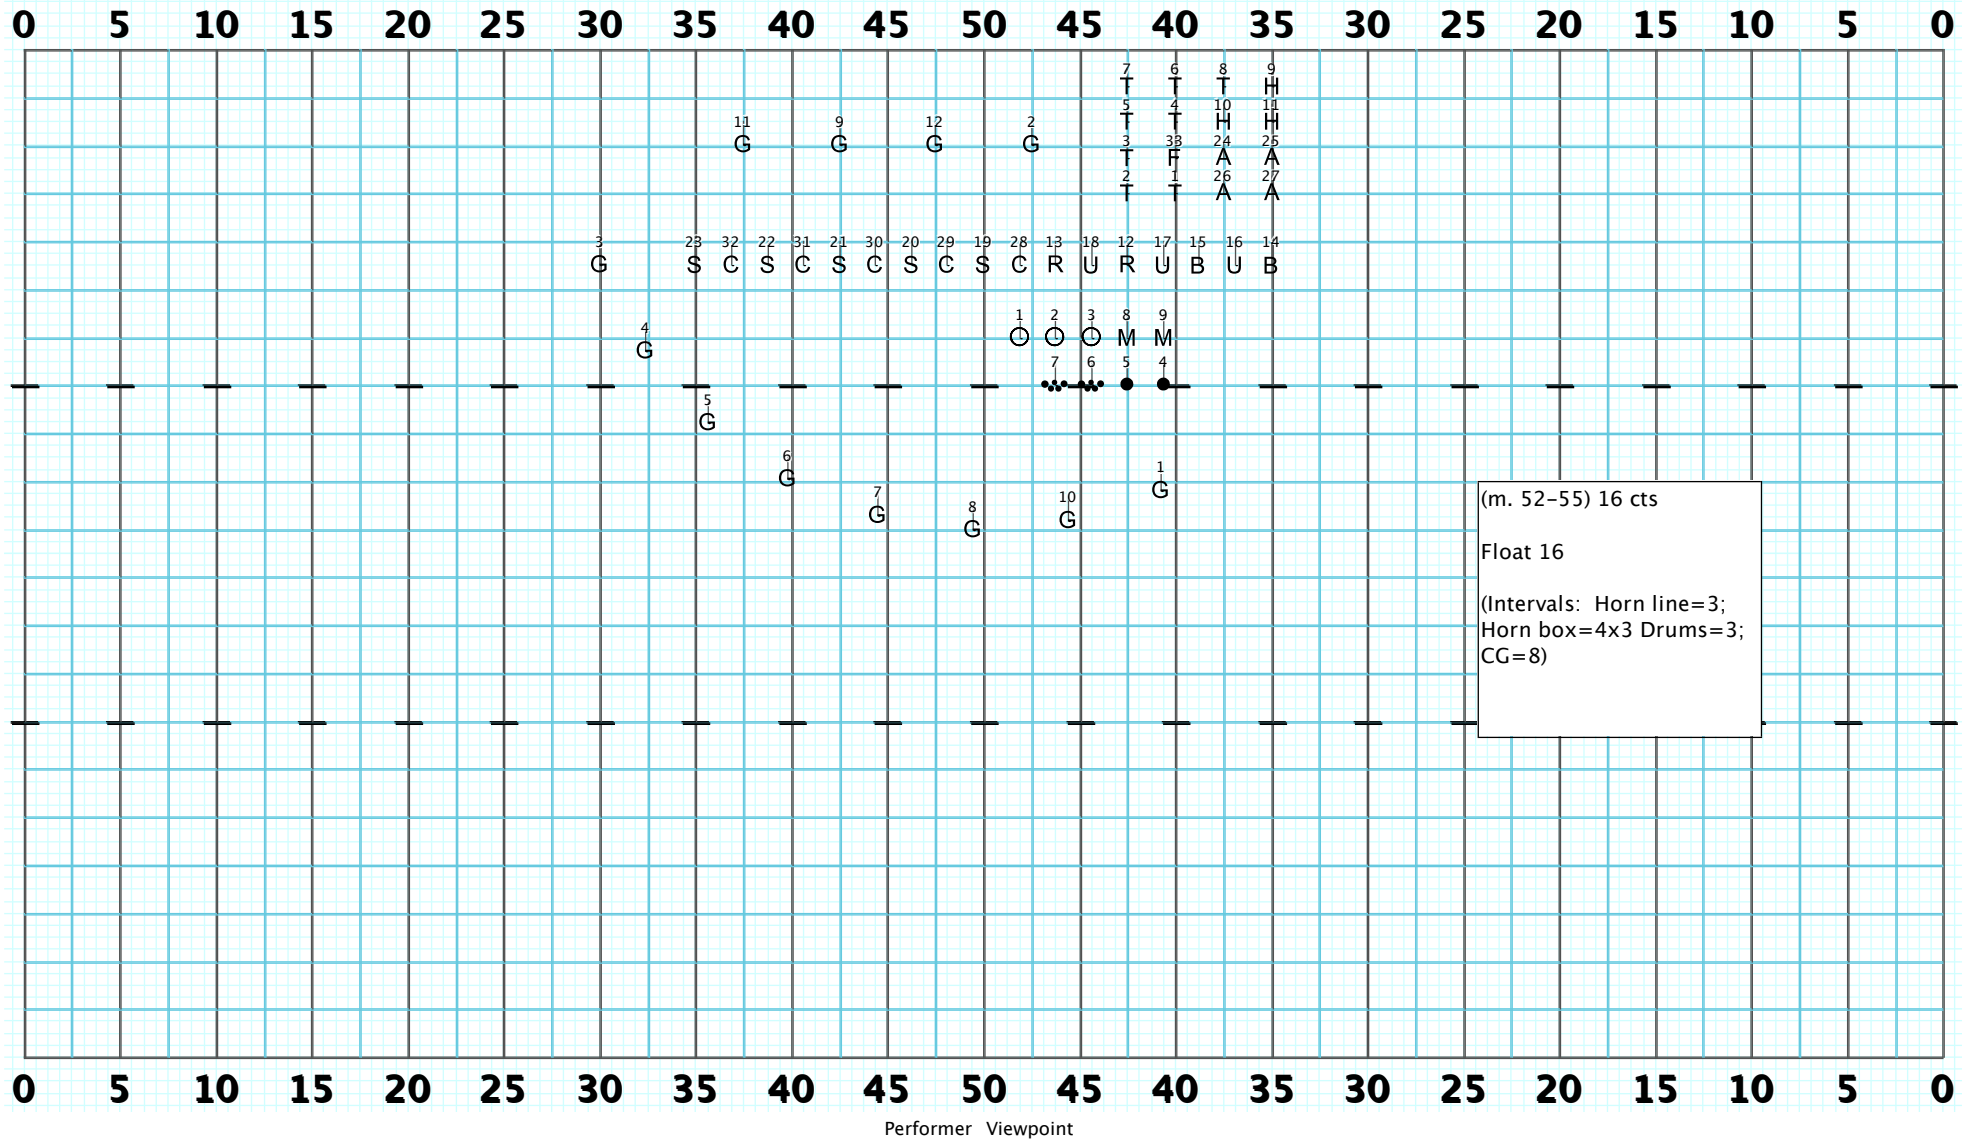 0 5 10 15 20 25 30 35 40 45 50 45 40 35 30 25 20 15 10 5 0
7 6 8 9
T T T H
5 4 10 11
T T H H
11 9 12 2
G G G G
3 33 24 25
T F A A
2 1 26 27
T T A A
3 23 32 22 31 21 30 20 29 19 28 13 18 12 17 15 16 14
G S C S C S C S C S C R U R U B U B
1 2 3 8 9
O O O M M
4
G
7 6 5 4
5
G
6
G
1
G
7
G
10
G
8
G
(m. 52-55) 16 cts
Float 16
(Intervals: Horn line=3;
Horn box=4x3 Drums=3;
CG=8)
0 5 10 15 20 25 30 35 40 45 50 45 40 35 30 25 20 15 10 5 0
Performer Viewpoint